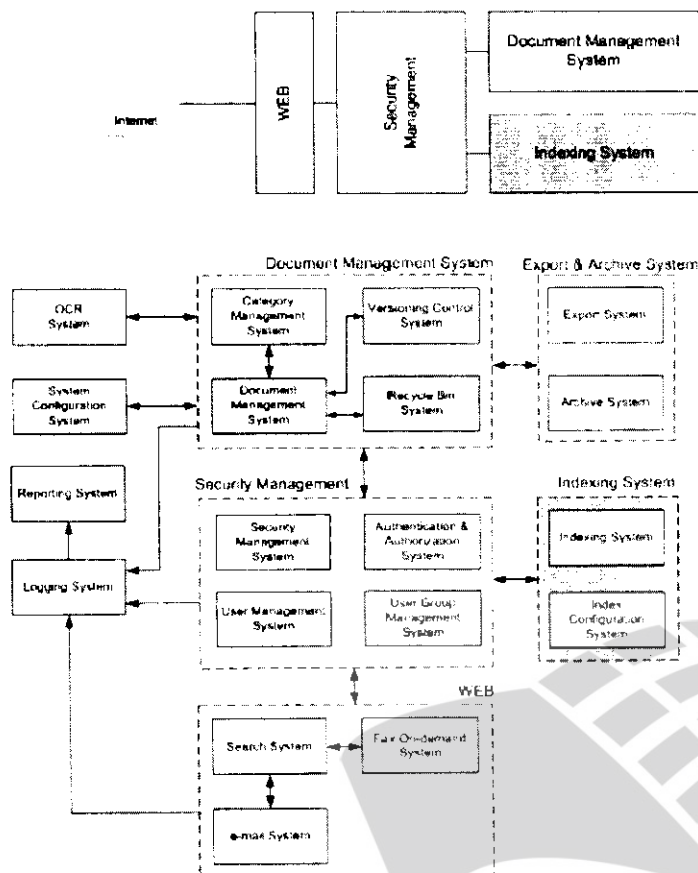 Internet
WEB
Security
Management
Document Management
System
Indexing System
Document Management System
Export & Archive System
OCR
System
Category
Management
System
Versioning Control
System
Export System
System
Configuration
System
Document
Management
System
Recycle Bin
System
Archive System
Security Management
Indexing System
Reporting System
Security
Management
System
Authentication &
Authorization
System
Indexing System
Logging System
User Management
System
User Group
Management
System
Index
Configuration
System
WEB
Search System
Fax On-demand
System
e-mail System